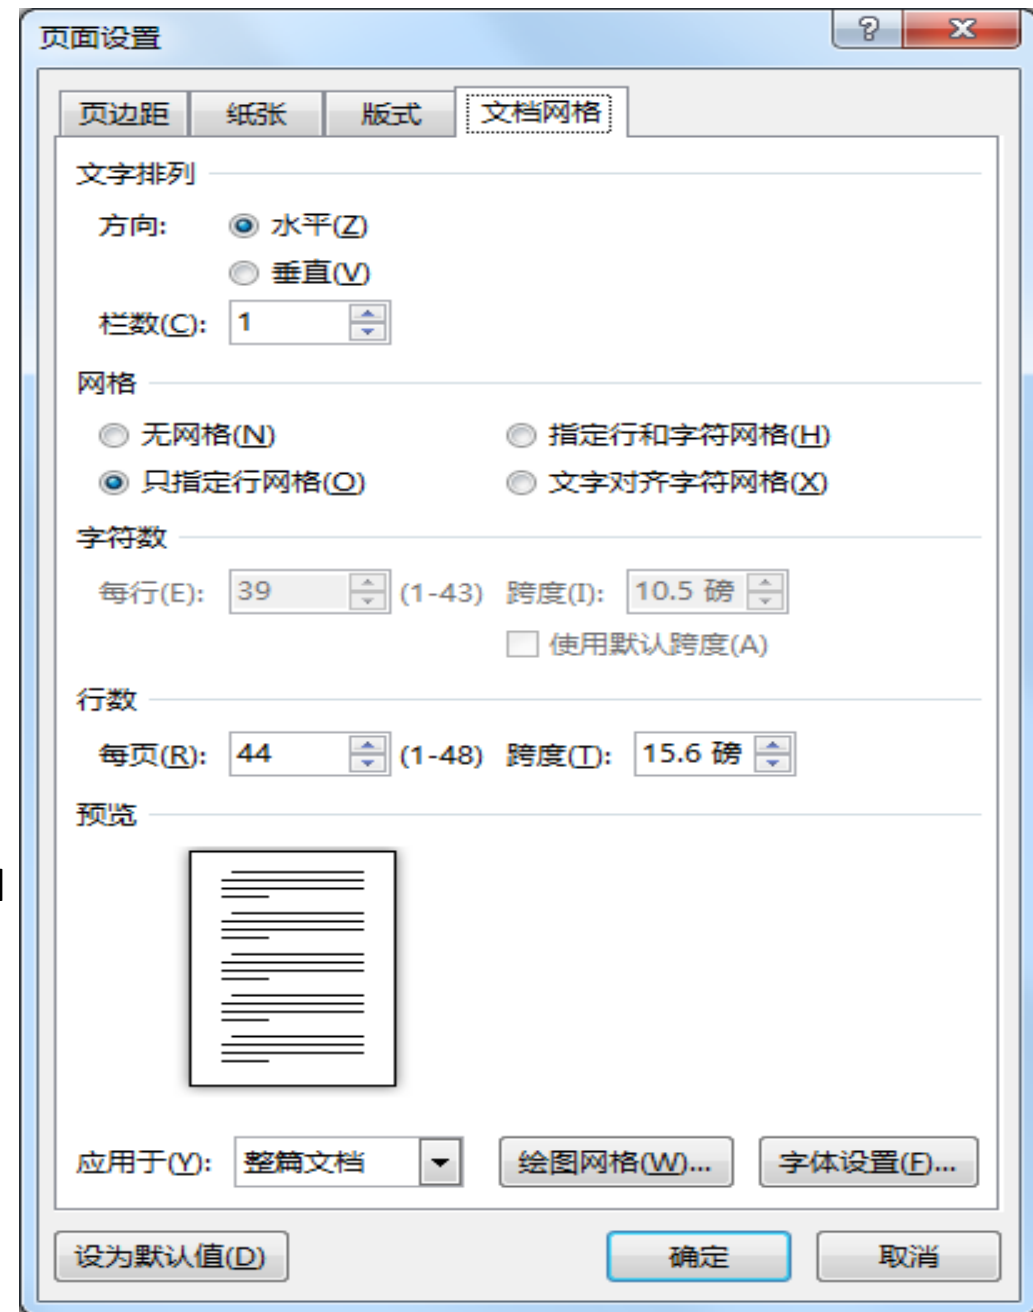 页面设置
页边距 纸张 版式 文档网格
文字排列
方向: 水平(Z)
垂直(V)
栏数(C): 1
网格
无网格(N) 指定行和字符网格(H)
只指定行网格(O) 文字对齐字符网格(X)
字符数
每行(E): 39 (1-43) 跨度(I): 10.5 磅
使用默认跨度(A)
行数
每页(R): 44 (1-48) 跨度(T): 15.6 磅
预览
应用于(Y): 整篇文档 绘图网格(W)... 字体设置(F)...
设为默认值(D) 确定 取消